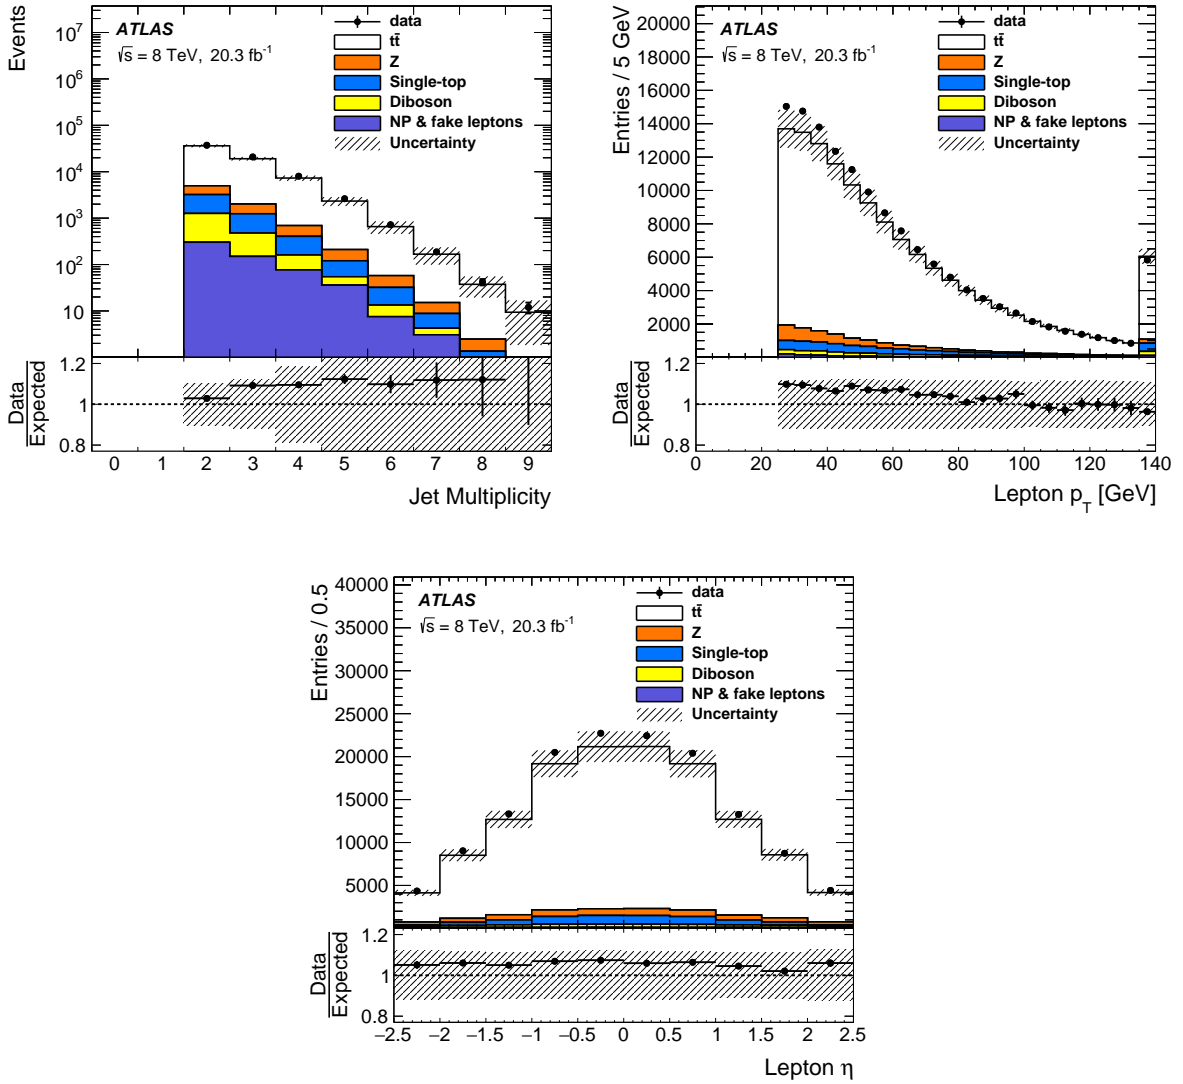 Events
10⁷
10⁶
10⁵
10⁴
10³
10²
10
ATLAS
√s = 8 TeV, 20.3 fb⁻¹
data
tt̄
Z
Single-top
Diboson
NP & fake leptons
Uncertainty
Data
Expected
1.2
1
0.8
0 1 2 3 4 5 6 7 8 9
Jet Multiplicity
Entries / 5 GeV
20000
18000
16000
14000
12000
10000
8000
6000
4000
2000
ATLAS
√s = 8 TeV, 20.3 fb⁻¹
data
tt̄
Z
Single-top
Diboson
NP & fake leptons
Uncertainty
Data
Expected
1.2
1
0.8
0 20 40 60 80 100 120 140
Lepton p_T [GeV]
Entries / 0.5
40000
35000
30000
25000
20000
15000
10000
5000
ATLAS
√s = 8 TeV, 20.3 fb⁻¹
data
tt̄
Z
Single-top
Diboson
NP & fake leptons
Uncertainty
Data
Expected
1.2
1
0.8
−2.5 −2 −1.5 −1 −0.5 0 0.5 1 1.5 2 2.5
Lepton η